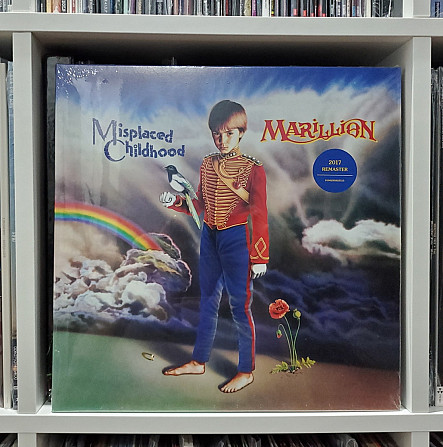 Misplaced
Childhood
MARILLION
2017
REMASTER